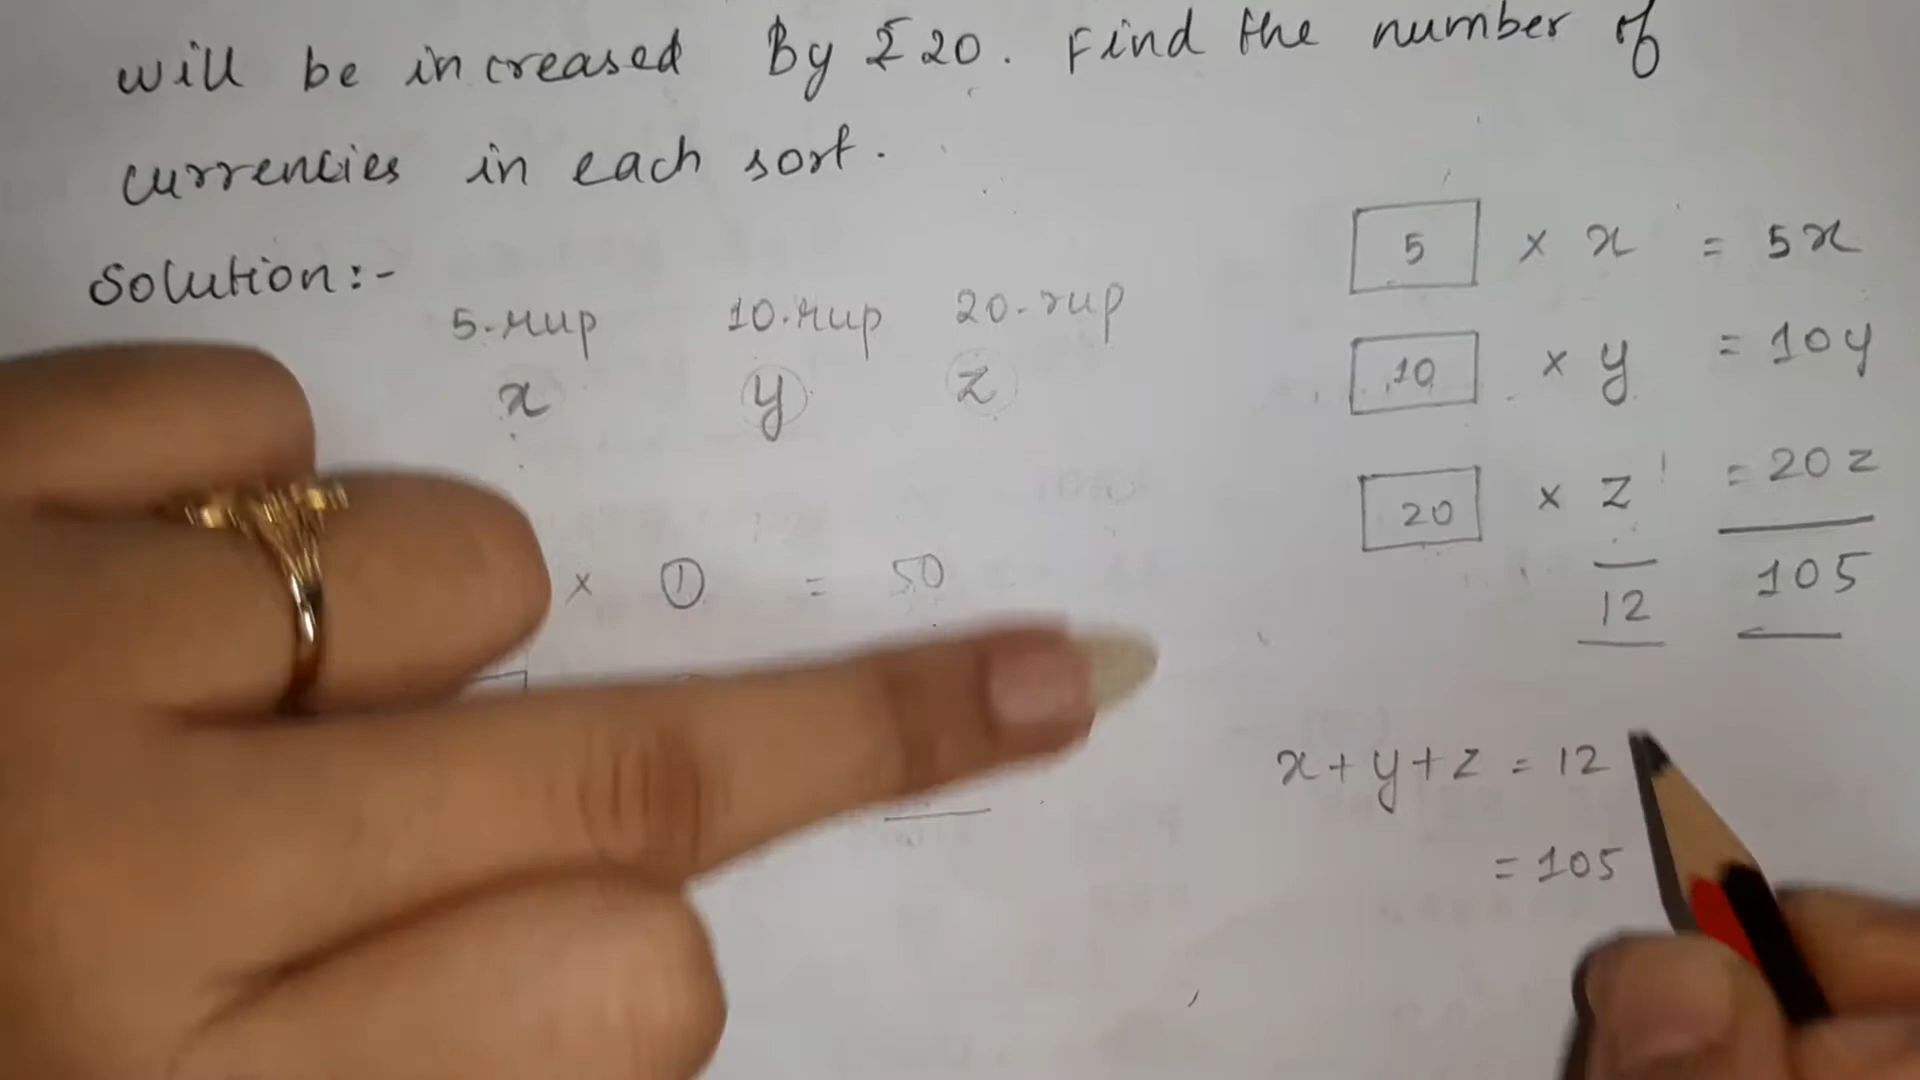 will be increased By ₹20. Find the number of
currencies in each sort.
Solution:-
5-rup 10.rup 20-rup
x y z
5 × x = 5x
10 × y = 10y
20 × z = 20z
12 105
× 1 = 50
x+y+z = 12
= 105